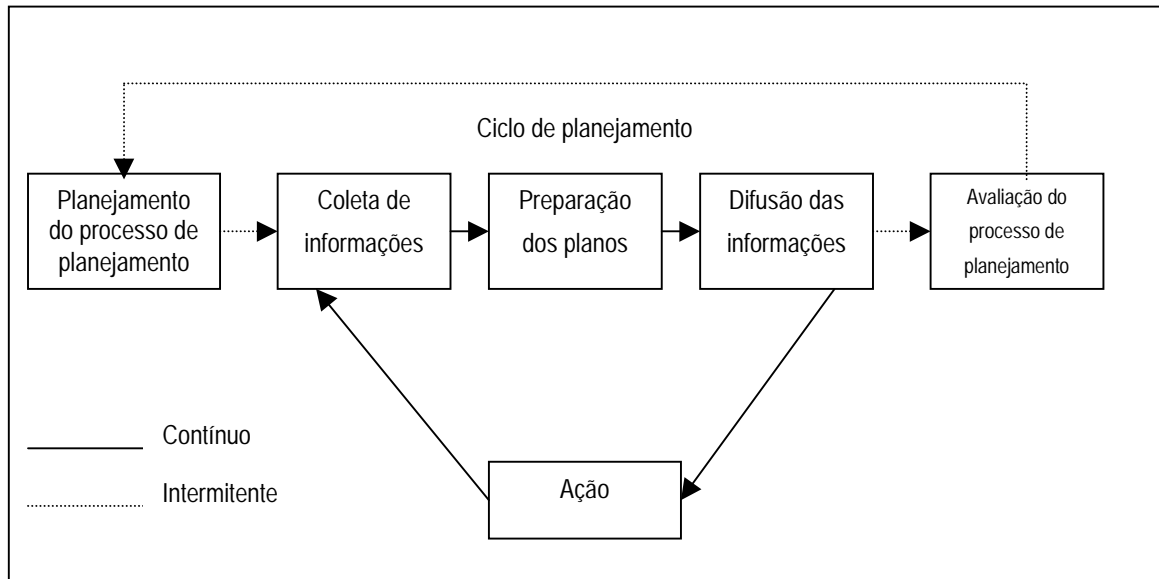 Ciclo de planejamento
Planejamento
do processo de
planejamento
Coleta de
informações
Preparação
dos planos
Difusão das
informações
Avaliação do
processo de
planejamento
Contínuo
Intermitente
Ação